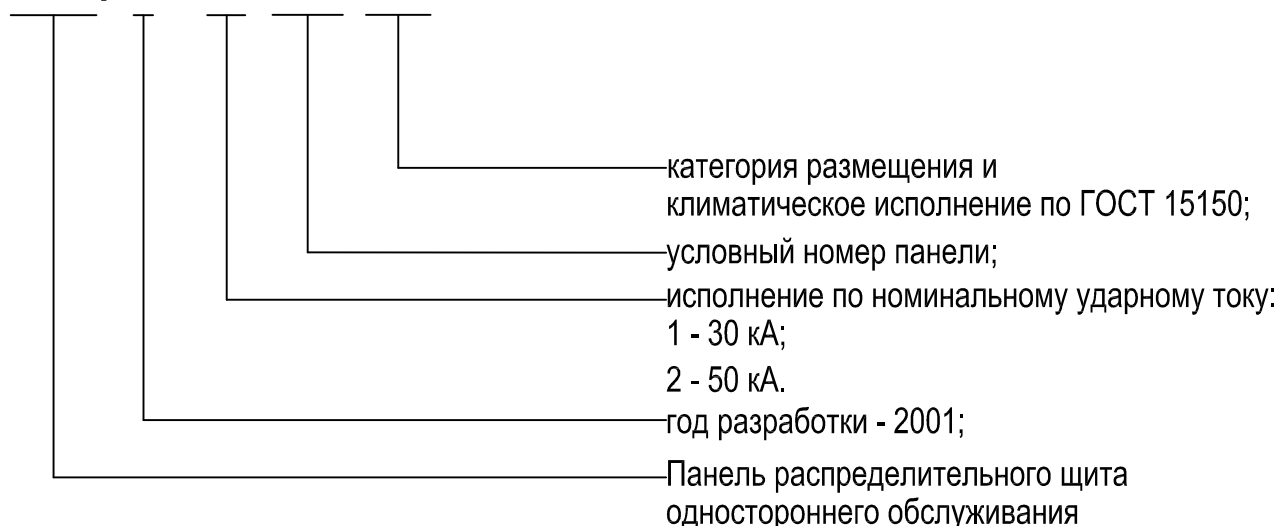 категория размещения и
климатическое исполнение по ГОСТ 15150;
условный номер панели;
исполнение по номинальному ударному току:
1 - 30 кА;
2 - 50 кА.
год разработки - 2001;
Панель распределительного щита
одностороннего обслуживания